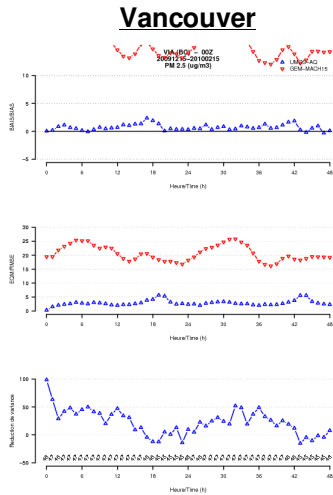 Vancouver
VIA (BC) - 00Z
20091215-20100215
PM 2.5 (ug/m3)
UMOS-AQ
GEM-MACH15
BIAIS/BIAS
10
5
0
-5
0 6 12 18 24 30 36 42 48
Heure/Time (h)
EQM/RMSE
30
25
20
15
10
5
0
0 6 12 18 24 30 36 42 48
Heure/Time (h)
Reduction de variance
100
50
0
-50
0 6 12 18 24 30 36 42 48
Heure/Time (h)